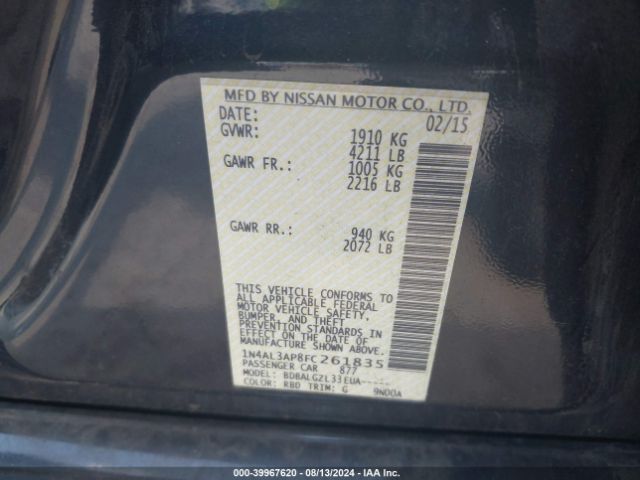 MFD BY NISSAN MOTOR CO., LTD.
DATE: 02/15
GVWR: 1910 KG
4211 LB
GAWR FR.: 1005 KG
2216 LB
GAWR RR.: 940 KG
2072 LB
THIS VEHICLE CONFORMS TO
ALL APPLICABLE FEDERAL
MOTOR VEHICLE SAFETY,
BUMPER, AND THEFT
PREVENTION STANDARDS IN
EFFECT ON THE DATE OF
MANUFACTURE SHOWN ABOVE.
1N4AL3AP8FC261835
PASSENGER CAR 877
MODEL: BDBALGZL33EUA-----
COLOR: RBD TRIM: G 9NDOA
000-39967620 - 08/13/2024 - IAA Inc.